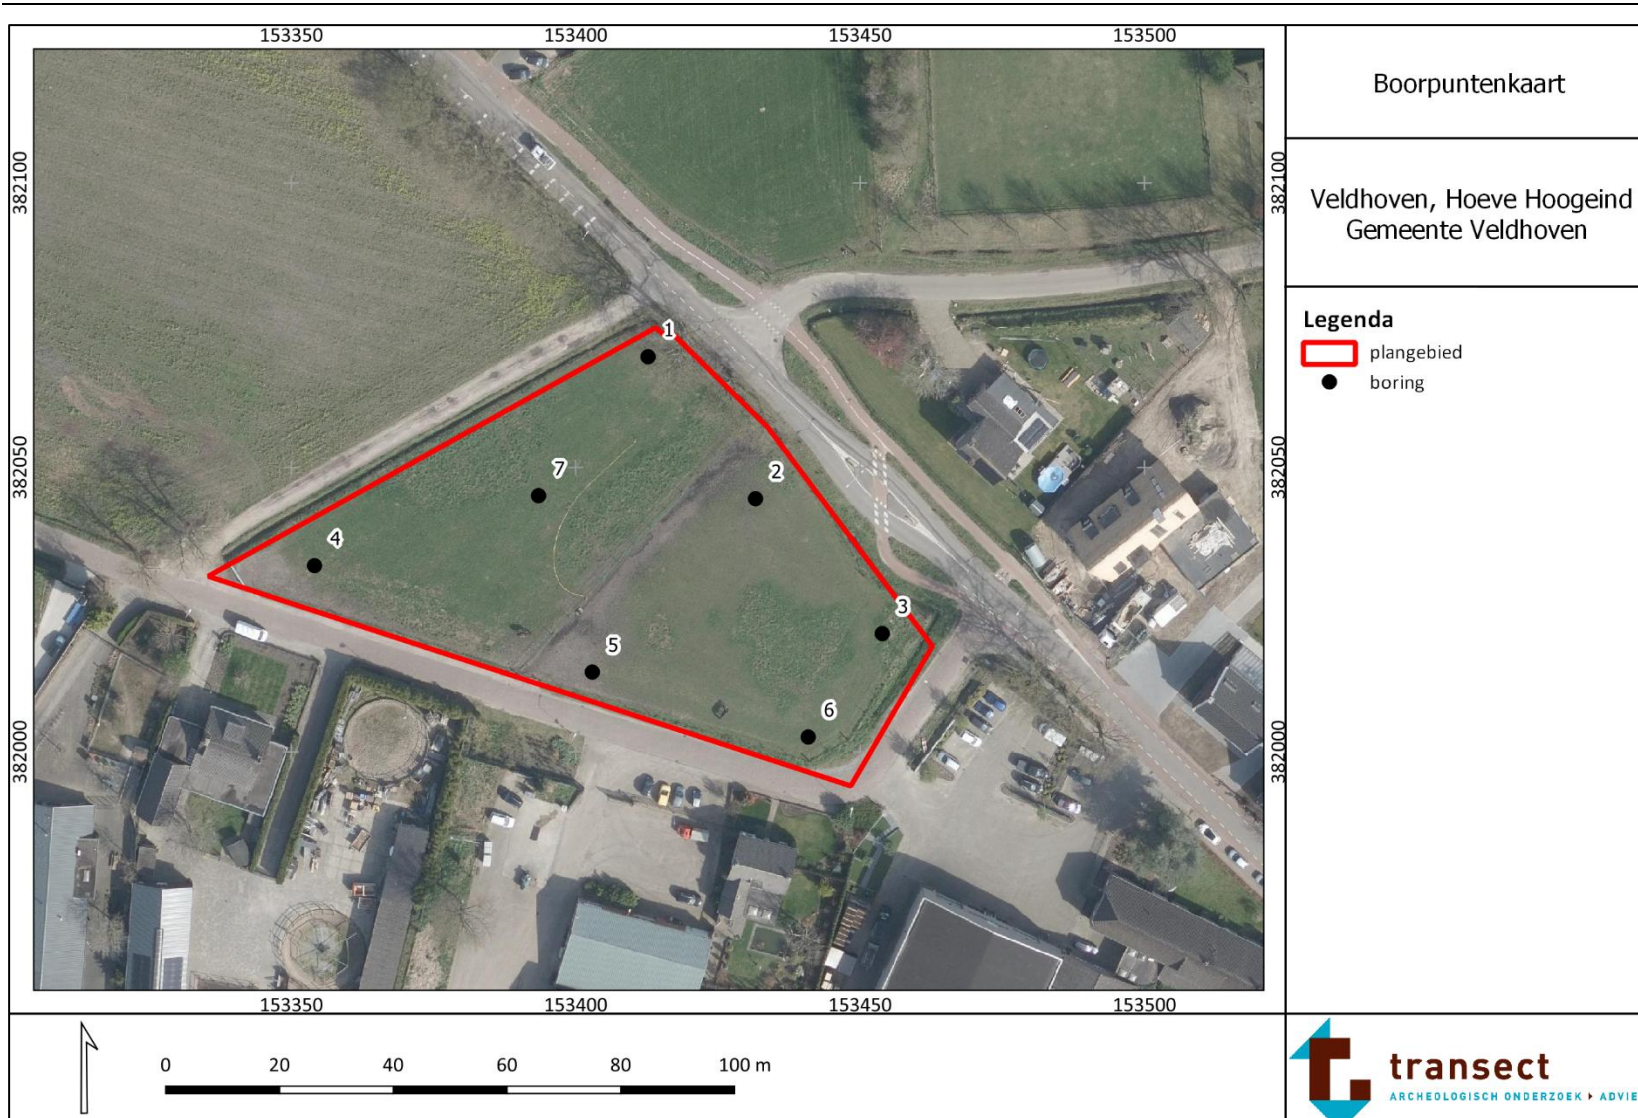 153350 153400 153450 153500
382100 382100
382050 382050
382000 382000
1
7
2
4
3
5
6
153350 153400 153450 153500
0 20 40 60 80 100 m
Boorpuntenkaart
Veldhoven, Hoeve Hoogeind
Gemeente Veldhoven
Legenda
plangebied
boring
transect
ARCHEOLOGISCH ONDERZOEK ▸ ADVIE